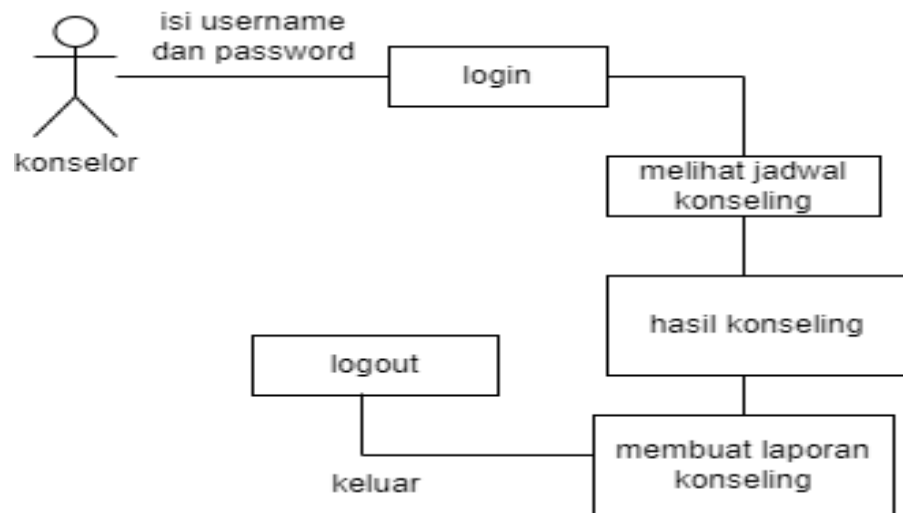 isi username
dan password
login
konselor
melihat jadwal
konseling
hasil konseling
logout
membuat laporan
konseling
keluar